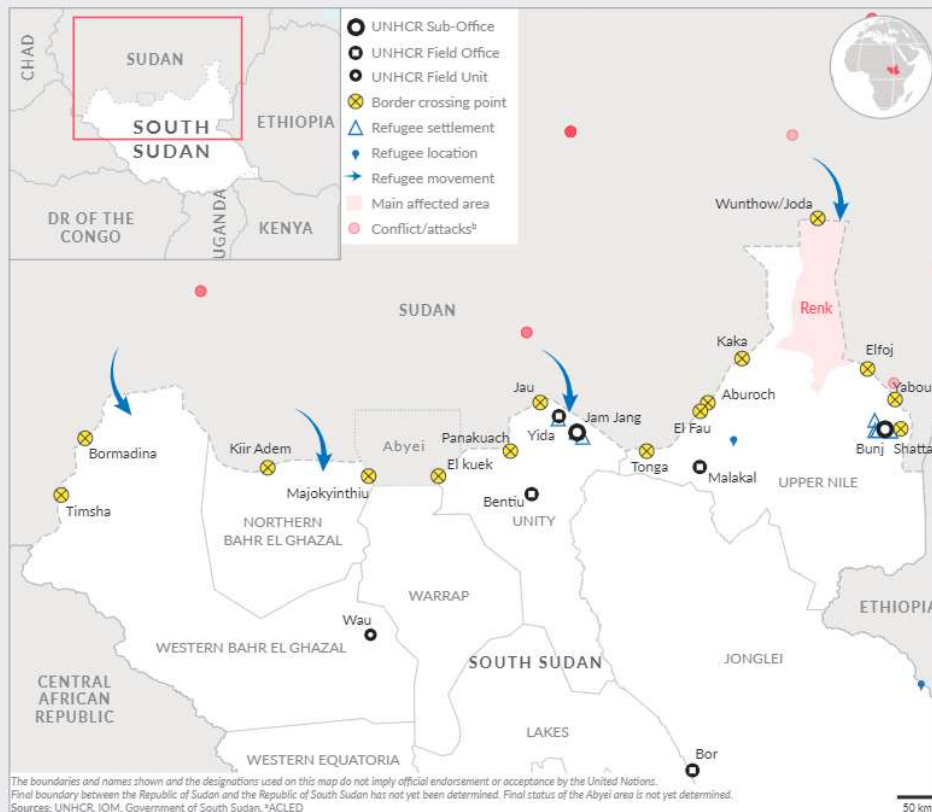 CHAD
SUDAN
SOUTH
SUDAN
ETHIOPIA
DR OF THE
CONGO
UGANDA
KENYA
UNHCR Sub-Office
UNHCR Field Office
UNHCR Field Unit
Border crossing point
Refugee settlement
Refugee location
Refugee movement
Main affected area
Conflict/attacksᵇ
Wunthow/Joda
Renk
SUDAN
Kaka
Elfoj
Jau
Aburoch
Yabous
El Fau
Jam Jang
Yida
Abyei
Panakuach
Bunj
Shatta
Bormadina
Kiir Adem
El kuek
Tonga
Malakal
Majokyinthiu
Bentiu
UPPER NILE
Timsha
UNITY
NORTHERN
BAHR EL GHAZAL
WARRAP
ETHIOPIA
Wau
WESTERN BAHR EL GHAZAL
SOUTH SUDAN
JONGLEI
CENTRAL
AFRICAN
REPUBLIC
LAKES
Bor
WESTERN EQUATORIA
The boundaries and names shown and the designations used on this map do not imply official endorsement or acceptance by the United Nations.
Final boundary between the Republic of Sudan and the Republic of South Sudan has not yet been determined. Final status of the Abyei area is not yet determined.
Sources: UNHCR, IOM, Government of South Sudan, ᵇACLED
50 km